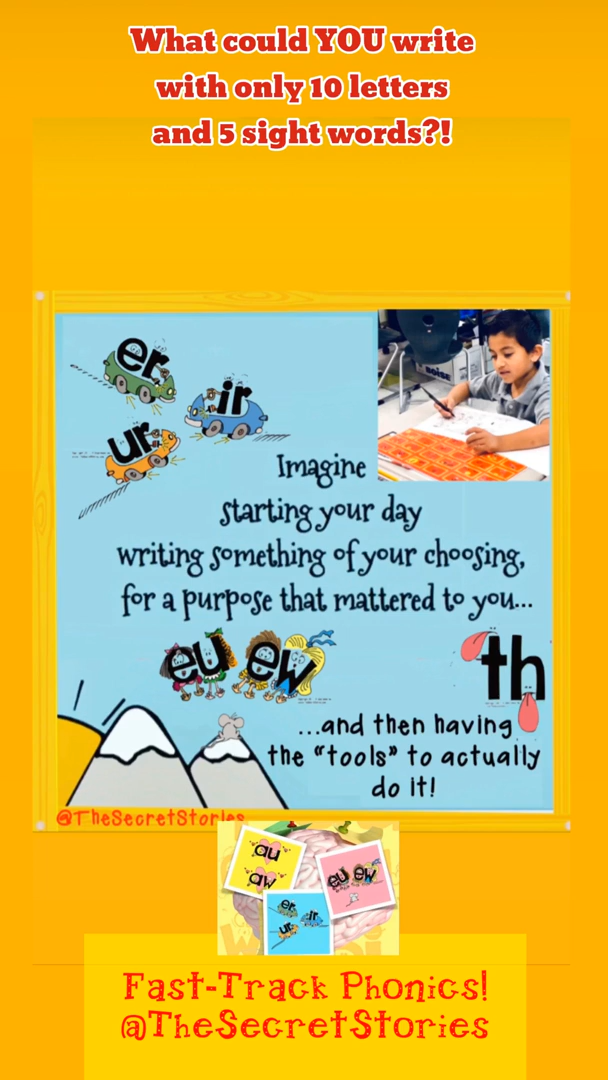 What could YOU write
with only 10 letters
and 5 sight words?!
er
ir
ur
NOISE
Imagine
starting your day
writing something of your choosing,
for a purpose that mattered to you...
eu ew
th
...and then having
the “tools” to actually
do it!
@TheSecretStories
au
aw
eu ew
er
ir
ur
Fast-Track Phonics!
@TheSecretStories